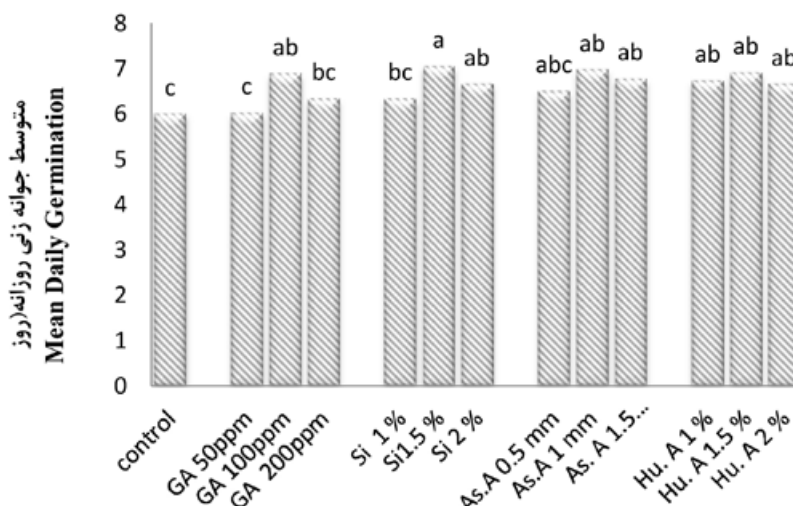 متوسط جوانه زنی روزانه(روز
Mean Daily Germination
8
7
6
5
4
3
2
1
0
c
c
ab
bc
bc
a
ab
abc
ab
ab
ab
ab
ab
control
GA 50ppm
GA 100ppm
GA 200ppm
Si 1 %
Si1.5 %
Si 2 %
As.A 0.5 mm
As.A 1 mm
As. A 1.5...
Hu. A 1 %
Hu. A 1.5 %
Hu. A 2 %